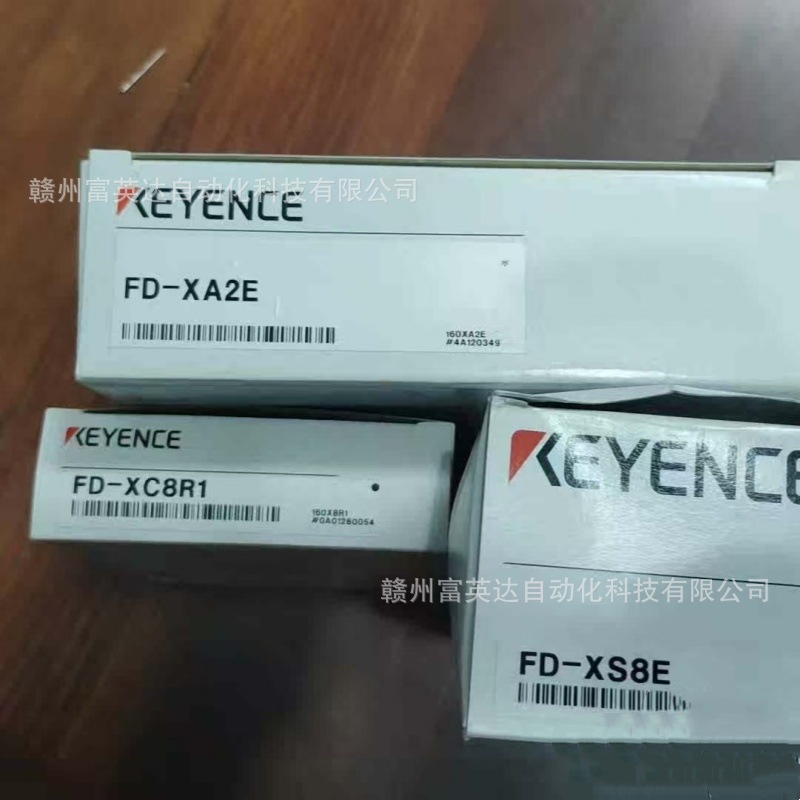 赣州富英达自动化科技有限公司
KEYENCE
FD-XA2E
160XA2E
#4A120349
KEYENCE
FD-XC8R1
160X8R1
#0A01260054
KEYENCE
赣州富英达自动化科技有限公司
FD-XS8E